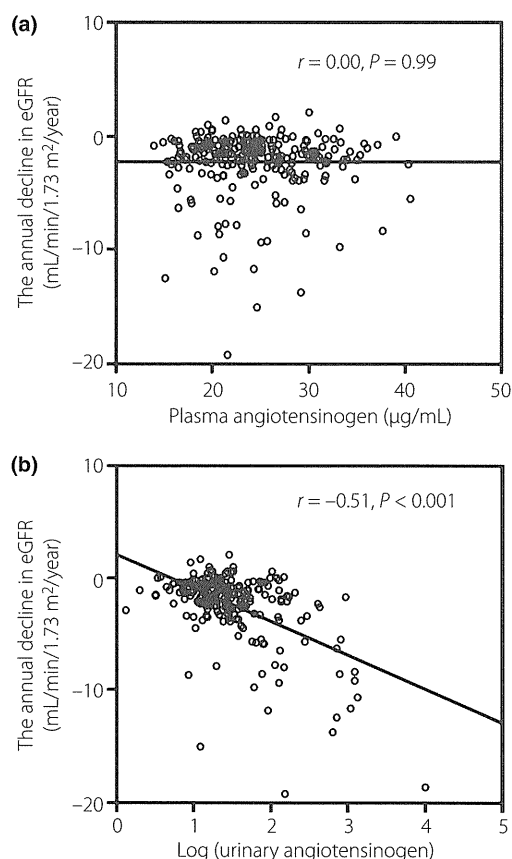 (a)
The annual decline in eGFR
(mL/min/1.73 m²/year)
10
0
−10
−20
r = 0.00, P = 0.99
10 20 30 40 50
Plasma angiotensinogen (μg/mL)
(b)
The annual decline in eGFR
(mL/min/1.73 m²/year)
10
0
−10
−20
r = −0.51, P < 0.001
0 1 2 3 4 5
Log (urinary angiotensinogen)